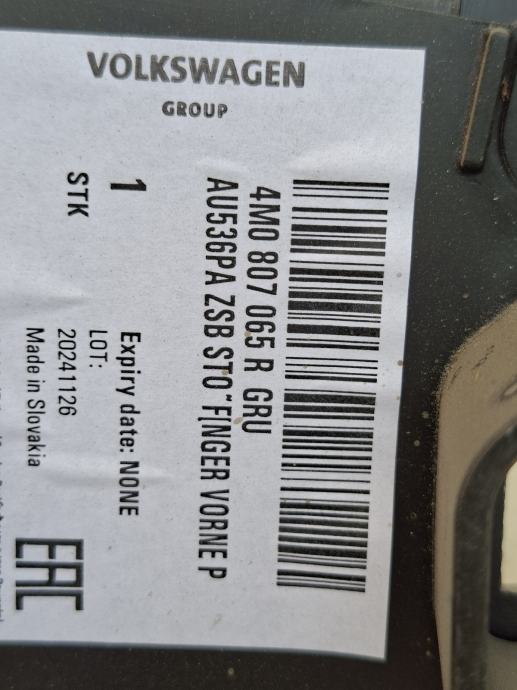 VOLKSWAGEN
GROUP
4M0 807 065 R GRU
AU536PA ZSB STO¨FINGER VORNE P
1
STK
Expiry date: NONE
LOT:
20241126
Made in Slovakia
EAC